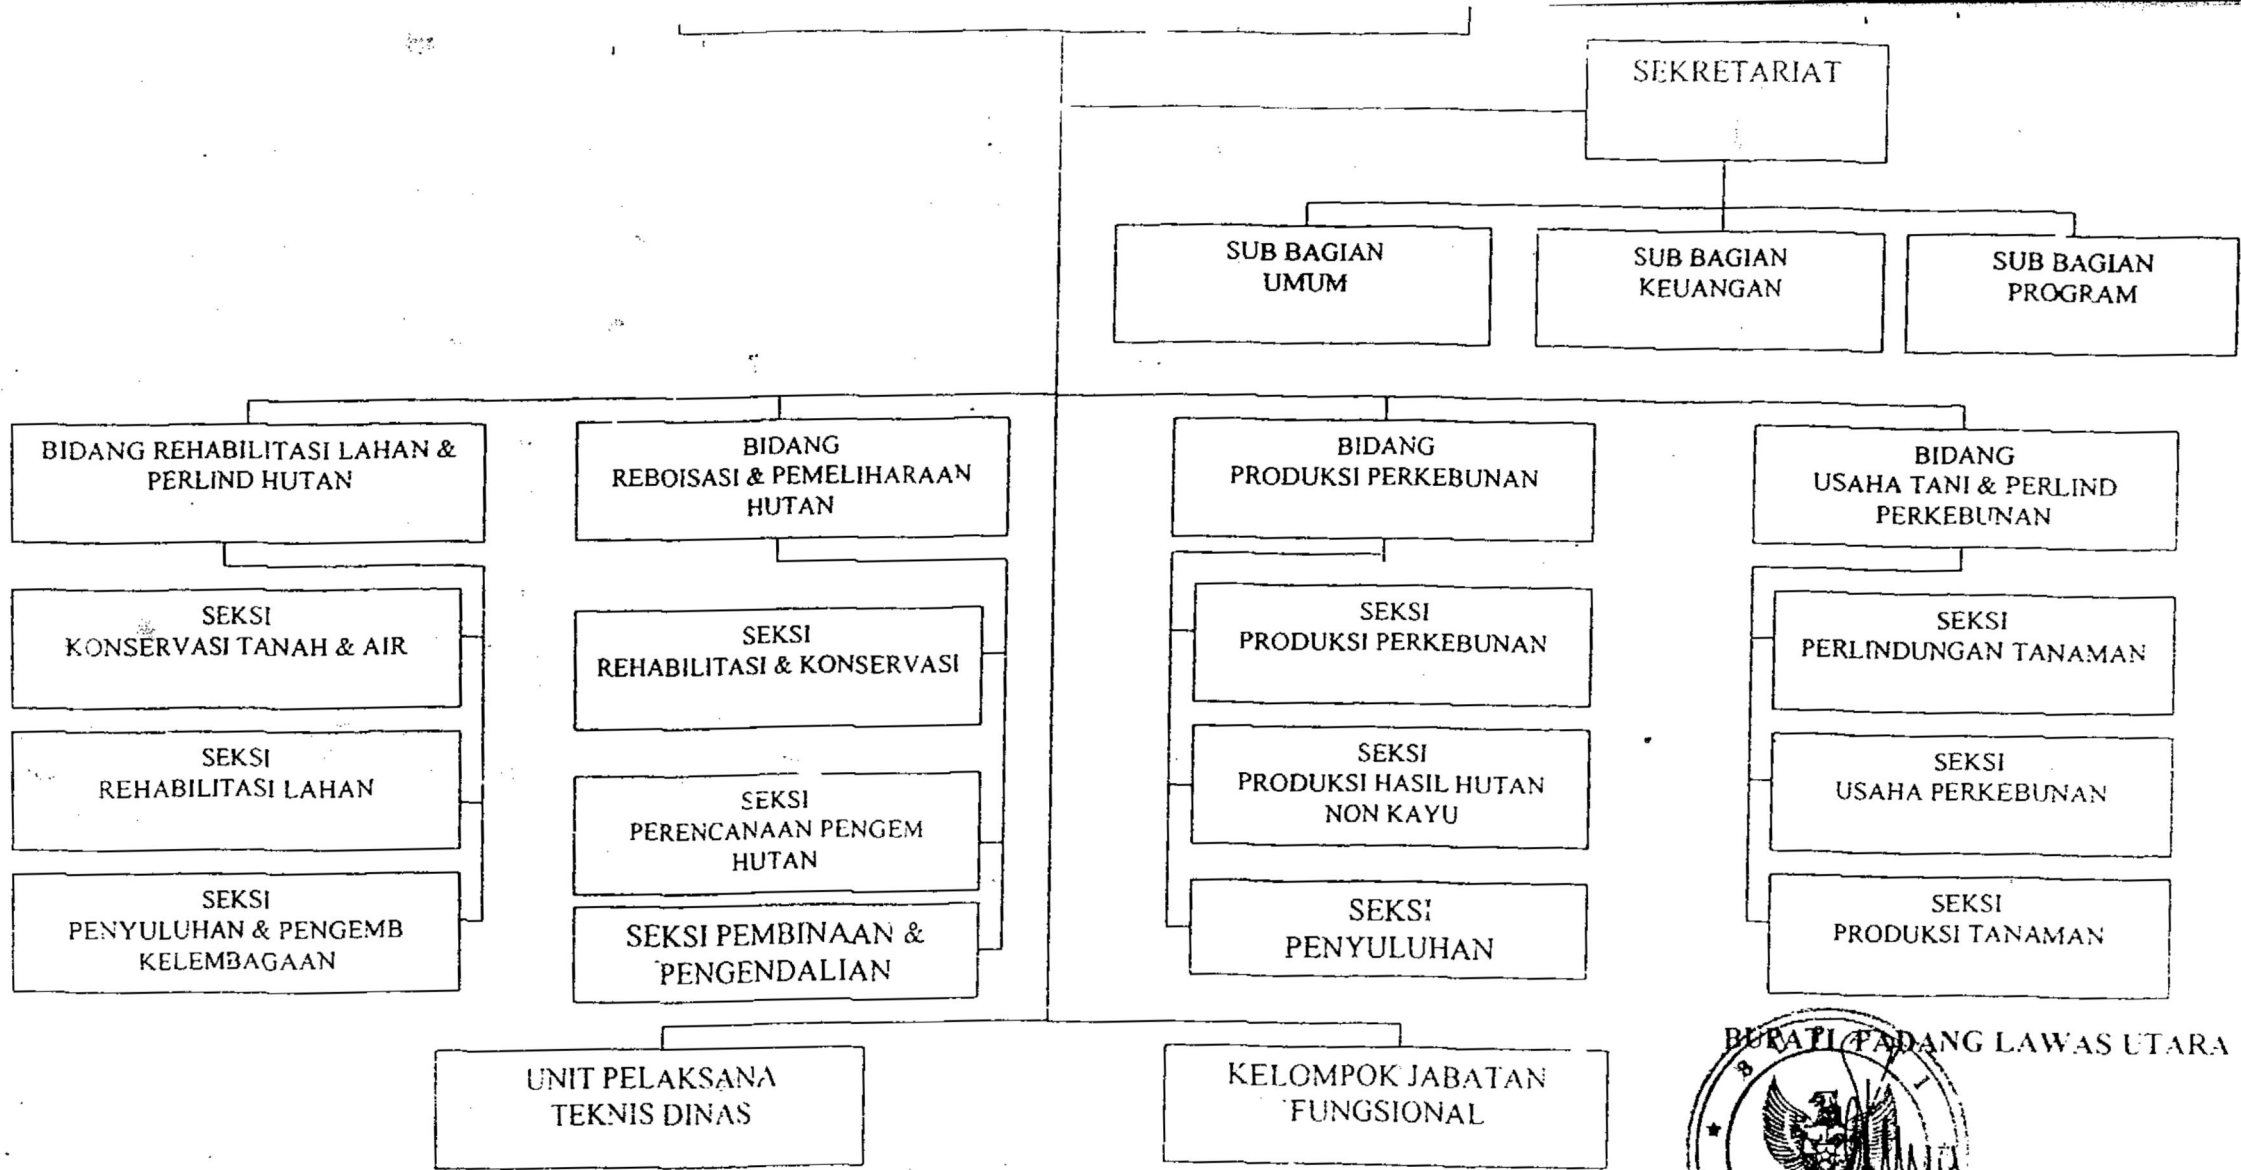 SEKRETARIAT
SUB BAGIAN
UMUM
SUB BAGIAN
KEUANGAN
SUB BAGIAN
PROGRAM
BIDANG REHABILITASI LAHAN &
PERLIND HUTAN
BIDANG
REBOISASI & PEMELIHARAAN
HUTAN
BIDANG
PRODUKSI PERKEBUNAN
BIDANG
USAHA TANI & PERLIND
PERKEBUNAN
SEKSI
KONSERVASI TANAH & AIR
SEKSI
REHABILITASI LAHAN
SEKSI
PENYULUHAN & PENGEMB
KELEMBAGAAN
SEKSI
REHABILITASI & KONSERVASI
SEKSI
PERENCANAAN PENGEM
HUTAN
SEKSI PEMBINAAN &
PENGENDALIAN
SEKSI
PRODUKSI PERKEBUNAN
SEKSI
PRODUKSI HASIL HUTAN
NON KAYU
SEKSI
PENYULUHAN
SEKSI
PERLINDUNGAN TANAMAN
SEKSI
USAHA PERKEBUNAN
SEKSI
PRODUKSI TANAMAN
UNIT PELAKSANA
TEKNIS DINAS
KELOMPOK JABATAN
FUNGSIONAL
BUPATI PADANG LAWAS UTARA